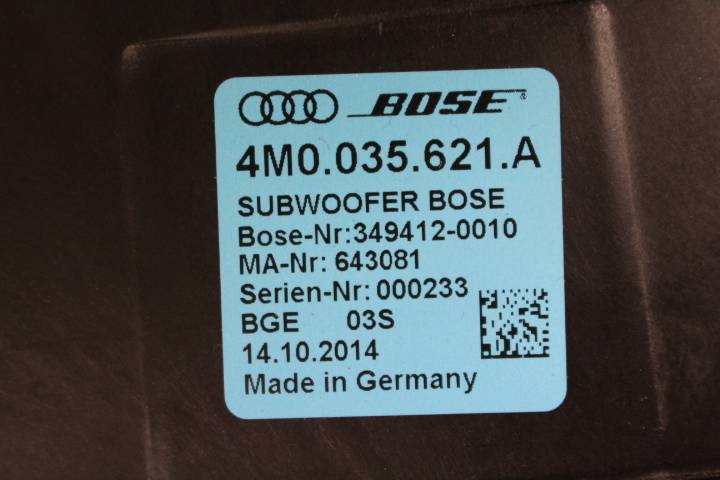 BOSE®
4M0.035.621.A
SUBWOOFER BOSE
Bose-Nr:349412-0010
MA-Nr: 643081
Serien-Nr: 000233
BGE 03S
14.10.2014
Made in Germany